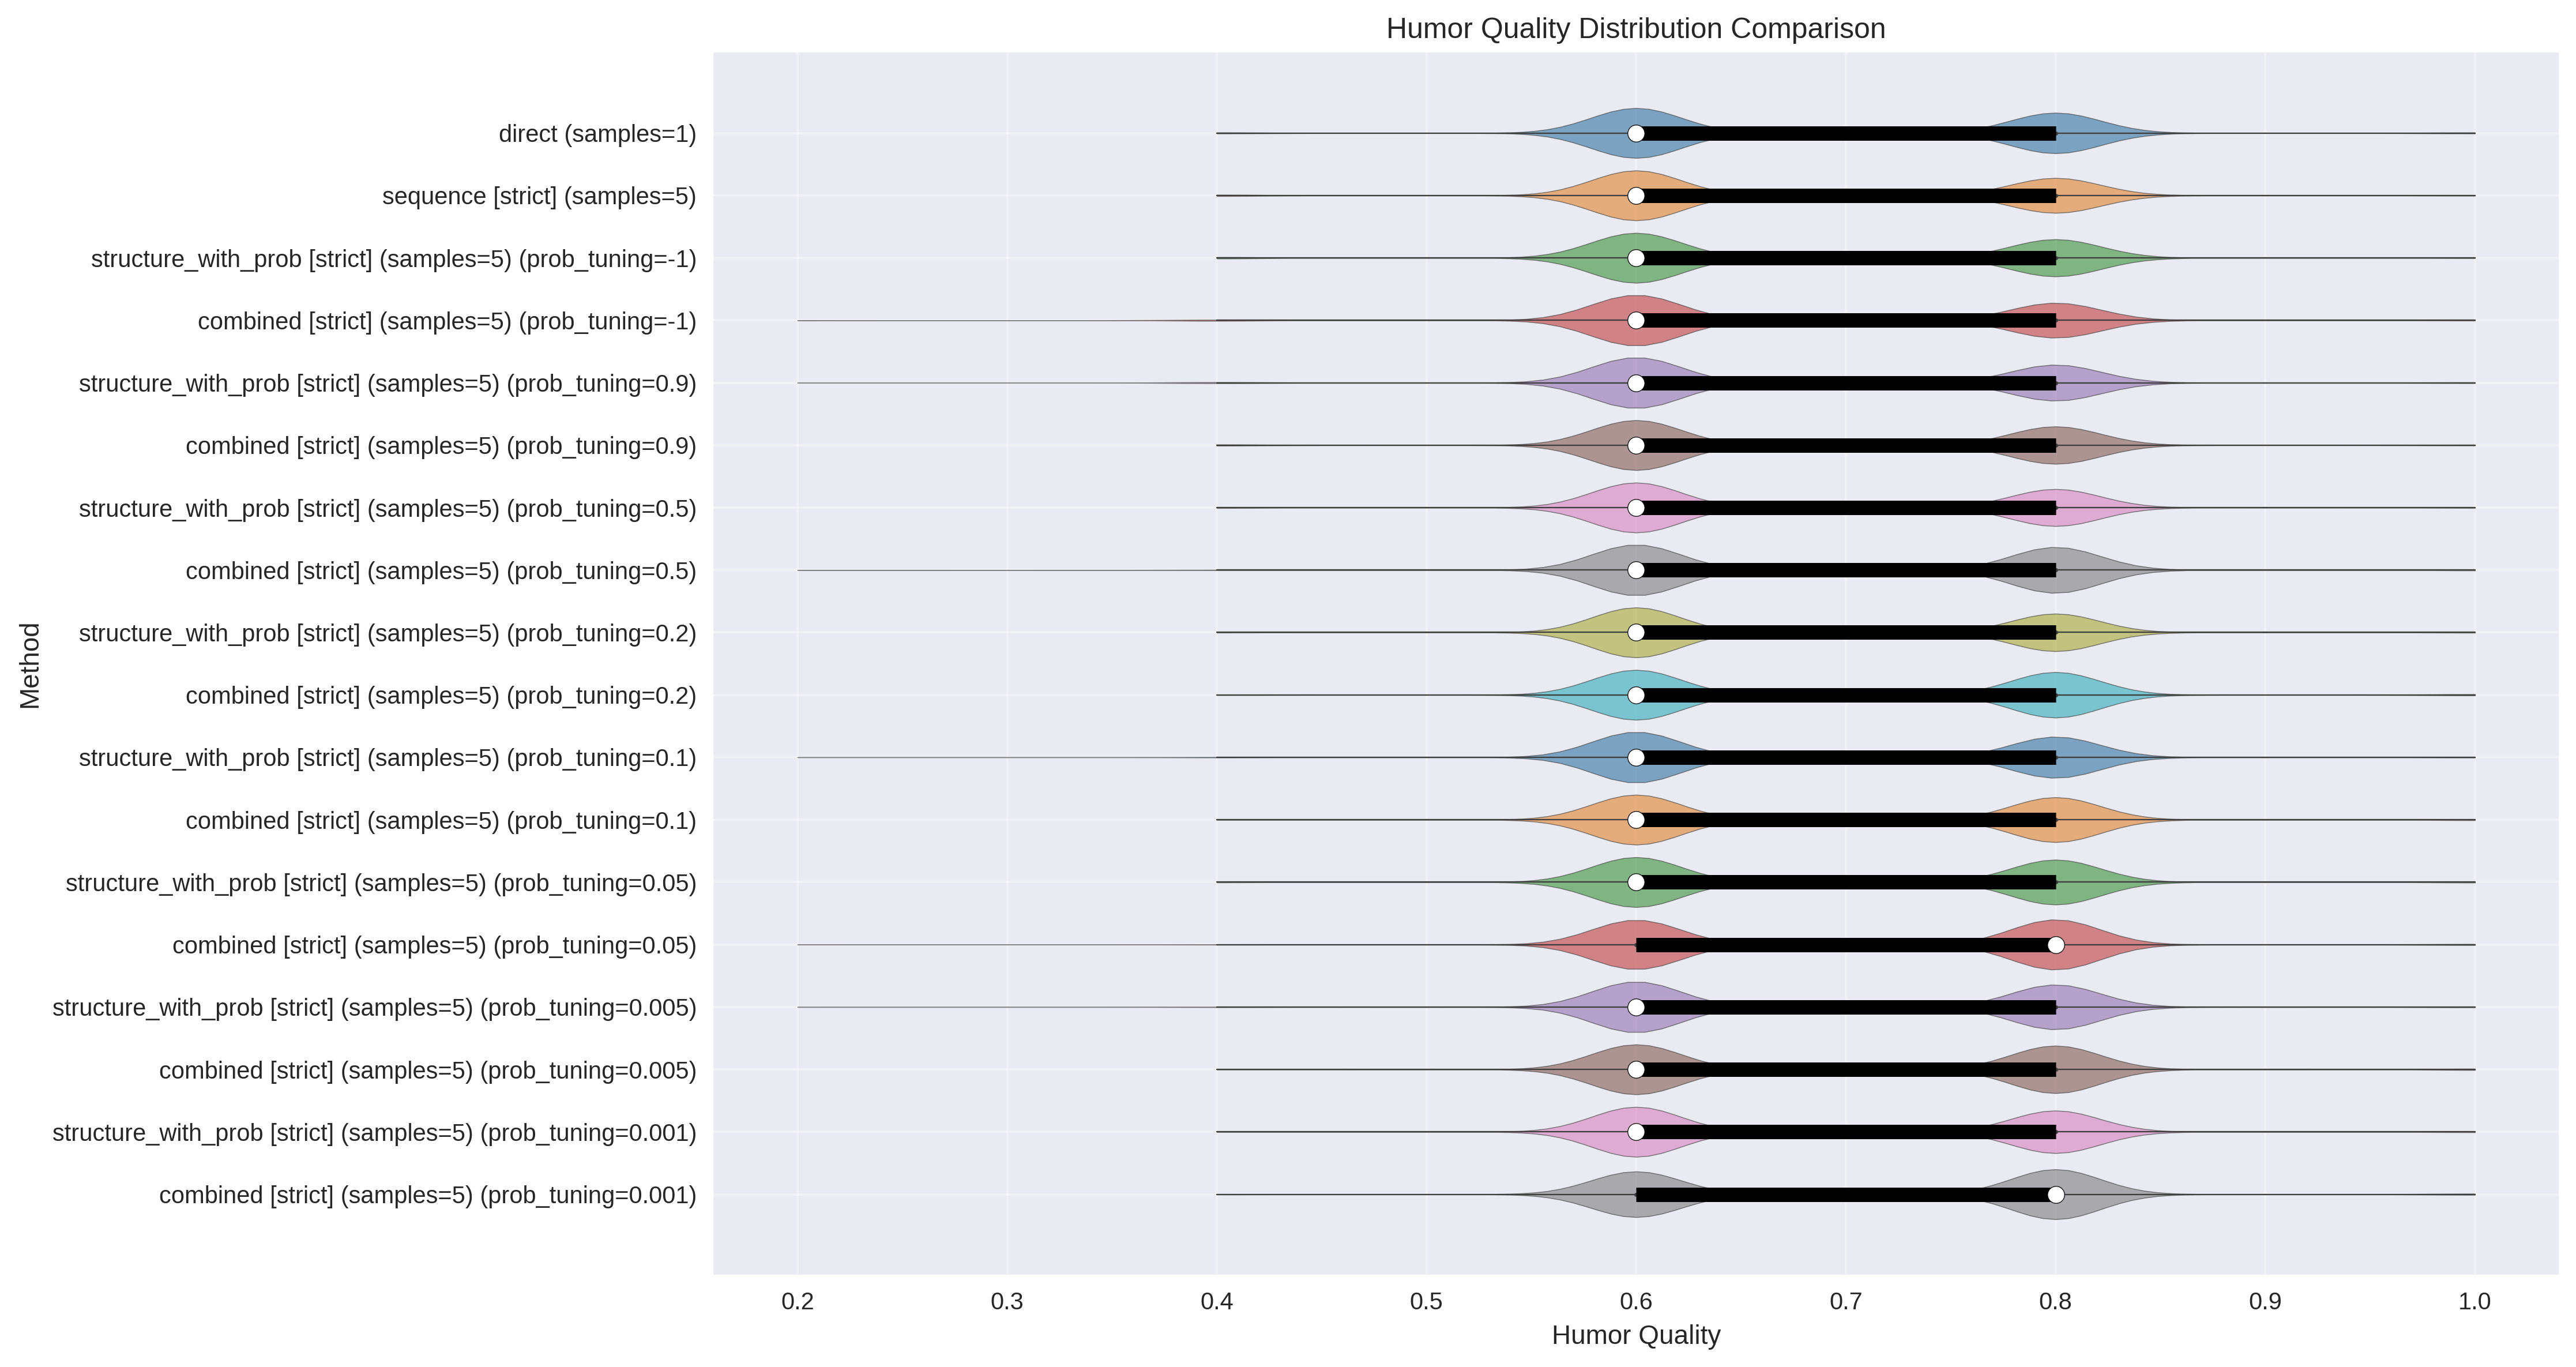 Humor Quality Distribution Comparison
direct (samples=1)
sequence [strict] (samples=5)
structure_with_prob [strict] (samples=5) (prob_tuning=-1)
combined [strict] (samples=5) (prob_tuning=-1)
structure_with_prob [strict] (samples=5) (prob_tuning=0.9)
combined [strict] (samples=5) (prob_tuning=0.9)
structure_with_prob [strict] (samples=5) (prob_tuning=0.5)
combined [strict] (samples=5) (prob_tuning=0.5)
structure_with_prob [strict] (samples=5) (prob_tuning=0.2)
combined [strict] (samples=5) (prob_tuning=0.2)
structure_with_prob [strict] (samples=5) (prob_tuning=0.1)
combined [strict] (samples=5) (prob_tuning=0.1)
structure_with_prob [strict] (samples=5) (prob_tuning=0.05)
combined [strict] (samples=5) (prob_tuning=0.05)
structure_with_prob [strict] (samples=5) (prob_tuning=0.005)
combined [strict] (samples=5) (prob_tuning=0.005)
structure_with_prob [strict] (samples=5) (prob_tuning=0.001)
combined [strict] (samples=5) (prob_tuning=0.001)
Method
0.2 0.3 0.4 0.5 0.6 0.7 0.8 0.9 1.0
Humor Quality